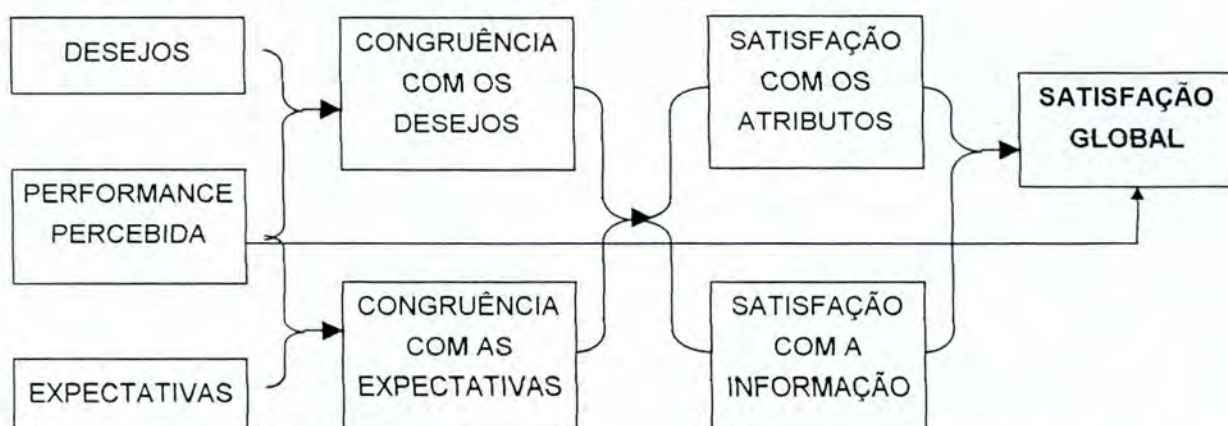 DESEJOS
CONGRUÊNCIA
COM OS
DESEJOS
SATISFAÇÃO
COM OS
ATRIBUTOS
SATISFAÇÃO
GLOBAL
PERFORMANCE
PERCEBIDA
EXPECTATIVAS
CONGRUÊNCIA
COM AS
EXPECTATIVAS
SATISFAÇÃO
COM A
INFORMAÇÃO